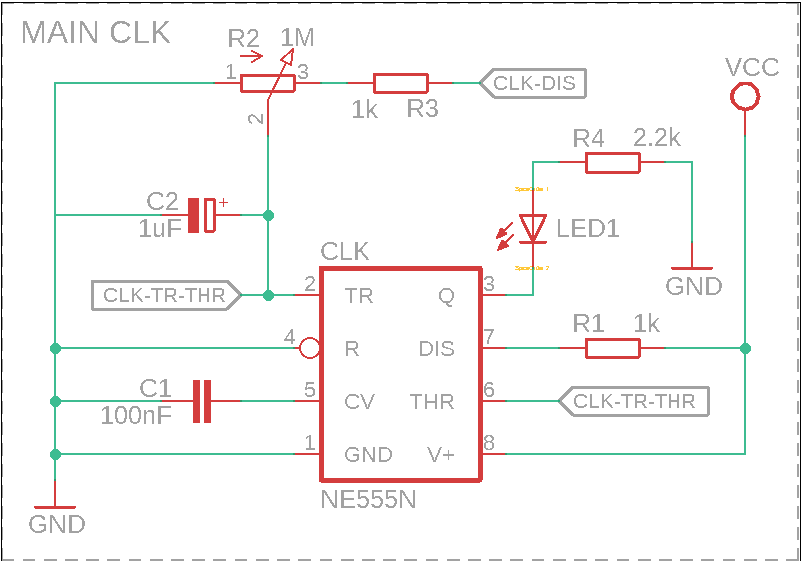 MAIN CLK
R2
1M
1
3
2
1k
R3
CLK-DIS
VCC
R4
2.2k
C2
+
1uF
LED1
CLK
GND
CLK-TR-THR
2
TR
Q
3
R1
1k
4
R
DIS
7
C1
100nF
5
CV
THR
6
CLK-TR-THR
1
GND
V+
8
NE555N
GND